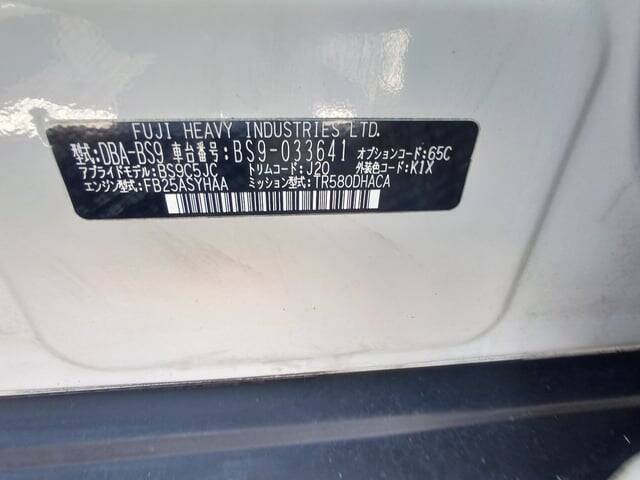 FUJI HEAVY INDUSTRIES LTD.
型式:DBA-BS9 車台番号:BS9-033641 オプションコード:65C
アプライドモデル:BS9C5JC トリムコード:J20 外装色コード:K1X
エンジン型式:FB25ASYHAA ミッション型式:TR580DHACA